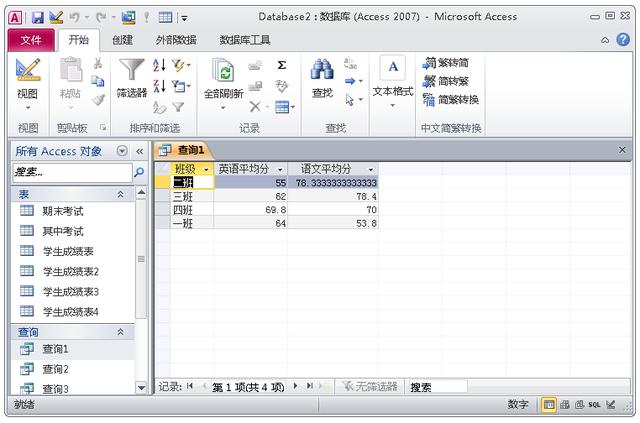 Database2：数据库 (Access 2007) - Microsoft Access
文件 开始 创建 外部数据 数据库工具
视图 粘贴 筛选器 全部刷新 查找 文本格式 繁转简
简转繁
简繁转换
视图 剪贴板 排序和筛选 记录 查找 中文简繁转换
所有 Access 对象
搜索...
表
期末考试
其中考试
学生成绩表
学生成绩表2
学生成绩表3
学生成绩表4
查询
查询1
查询2
查询3
查询1
班级 英语平均分 语文平均分
二班 55 78.3333333333333
三班 62 78.4
四班 69.8 70
一班 64 53.8
记录: 第 1 项(共 4 项) 无筛选器 搜索
就绪 数字 SQL